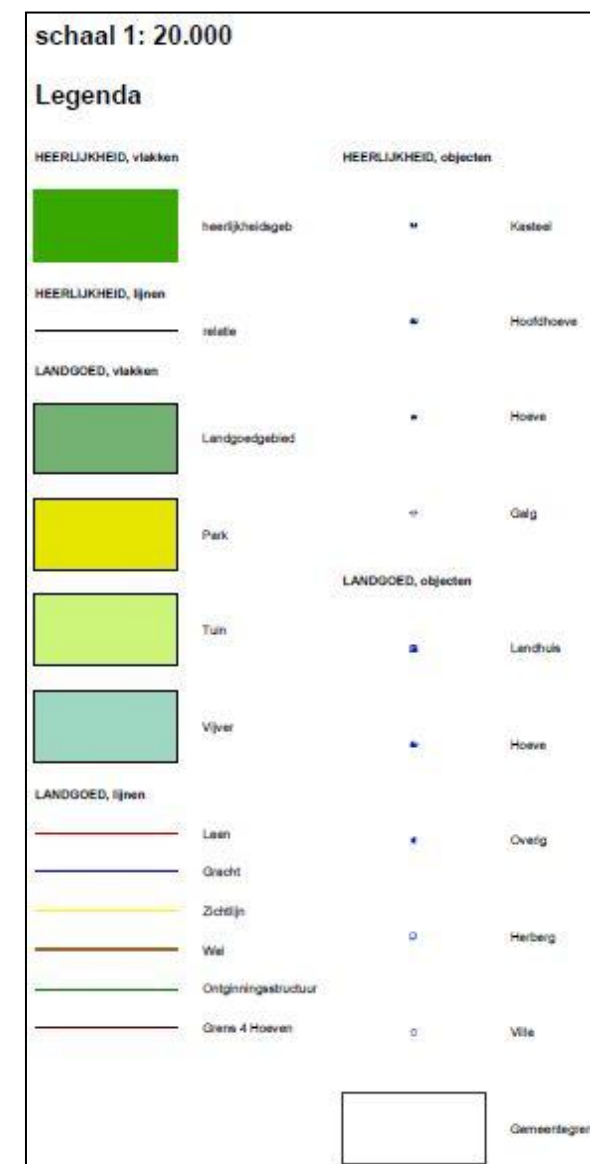 schaal 1: 20.000
Legenda
HEERLIJKHEID, vlakken
heerlijkheidsgeb
HEERLIJKHEID, lijnen
relatie
LANDGOED, vlakken
Landgoedgebied
Park
Tuin
Vijver
LANDGOED, lijnen
Laan
Gracht
Zichtlijn
Wal
Ontginningsstructuur
Grens 4 Hoeven
HEERLIJKHEID, objecten
Kasteel
Hoofdhoeve
Hoeve
Galg
LANDGOED, objecten
Landhuis
Hoeve
Overig
Herberg
Villa
Gemeentegren